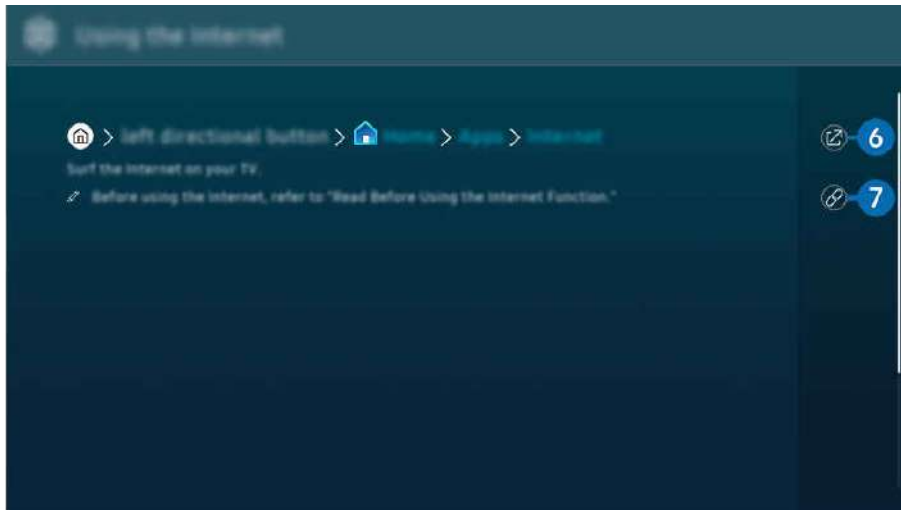 Using the Internet
> left directional button > Home > Apps > Internet
6
Surf the Internet on your TV.
Before using the Internet, refer to "Read Before Using the Internet Function."
7